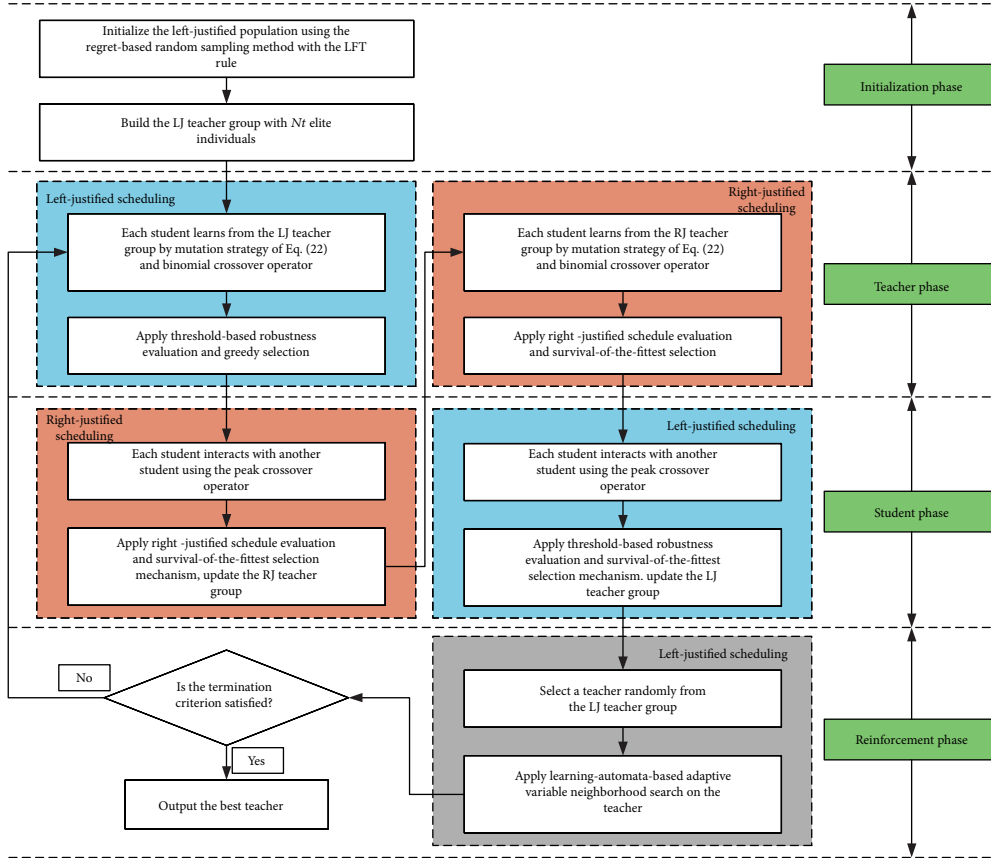 Initialize the left-justified population using the
regret-based random sampling method with the LFT
rule
Initialization phase
Build the LJ teacher group with Nt elite
individuals
Left-justified scheduling
Each student learns from the LJ teacher
group by mutation strategy of Eq. (22)
and binomial crossover operator
Apply threshold-based robustness
evaluation and greedy selection
Right-justified
scheduling
Each student learns from the RJ teacher
group by mutation strategy of Eq. (22)
and binomial crossover operator
Apply right -justified schedule evaluation
and survival-of-the-fittest selection
Teacher phase
Right-justified
scheduling
Each student interacts with another
student using the peak crossover
operator
Apply right -justified schedule evaluation
and survival-of-the-fittest selection
mechanism, update the RJ teacher
group
Left-justified scheduling
Each student interacts with another
student using the peak crossover
operator
Apply threshold-based robustness
evaluation and survival-of-the-fittest
selection mechanism. update the LJ
teacher group
Student phase
Left-justified scheduling
Select a teacher randomly from
the LJ teacher group
Apply learning-automata-based adaptive
variable neighborhood search on the
teacher
Reinforcement phase
No
Is the termination
criterion satisfied?
Yes
Output the best teacher